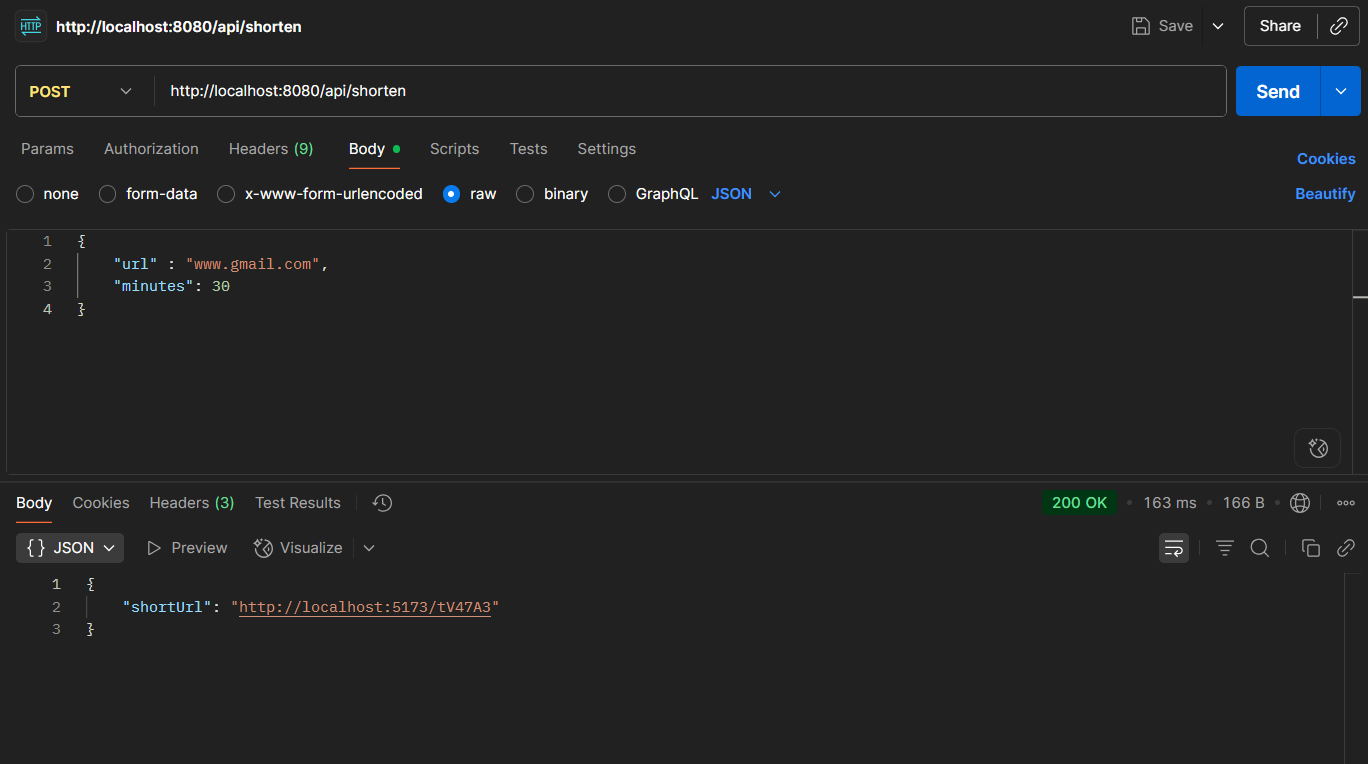 HTTP http://localhost:8080/api/shorten Save Share
POST http://localhost:8080/api/shorten Send
Params Authorization Headers (9) Body Scripts Tests Settings Cookies
none form-data x-www-form-urlencoded raw binary GraphQL JSON Beautify
1 {
2 "url" : "www.gmail.com",
3 "minutes": 30
4 }
Body Cookies Headers (3) Test Results 200 OK • 163 ms • 166 B •
{} JSON Preview Visualize
1 {
2 "shortUrl": "http://localhost:5173/tV47A3"
3 }